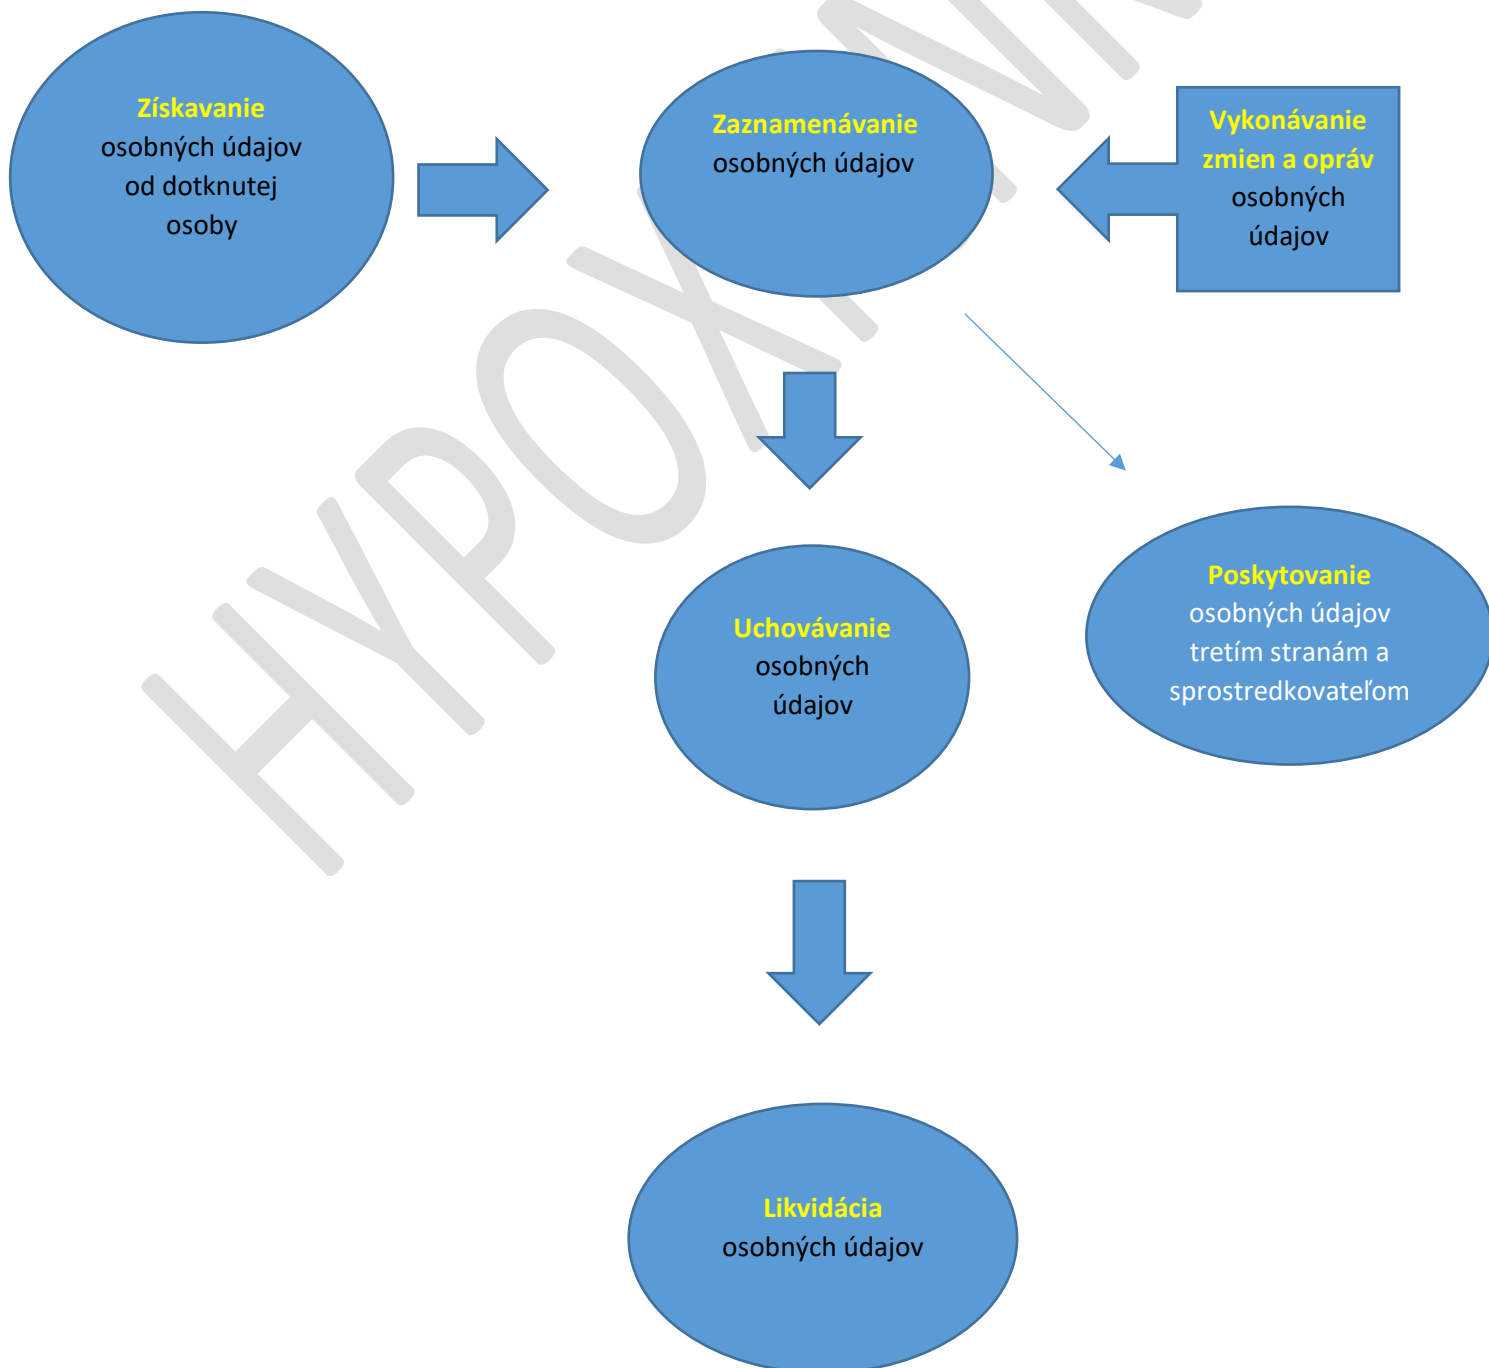 Získavanie
osobných údajov
od dotknutej
osoby
Zaznamenávanie
osobných údajov
Vykonávanie
zmien a opráv
osobných
údajov
Uchovávanie
osobných
údajov
Poskytovanie
osobných údajov
tretím stranám a
sprostredkovateľom
Likvidácia
osobných údajov